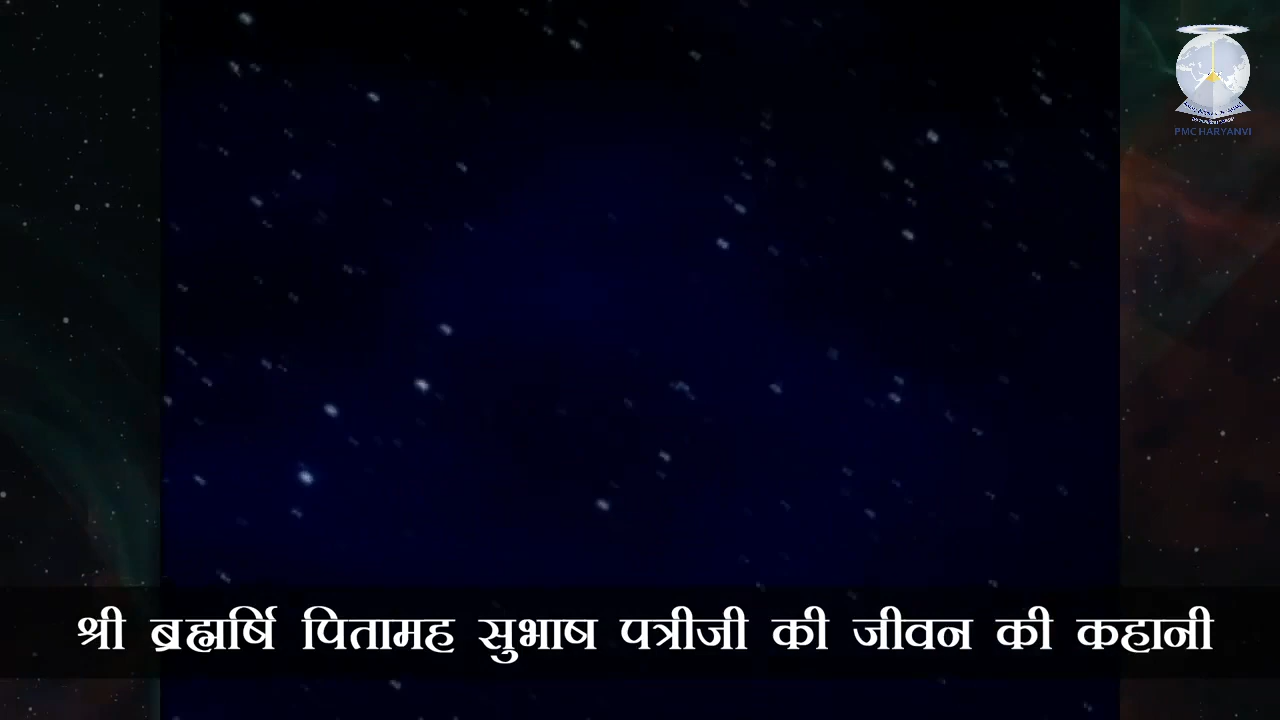 PMC HARYANVI
श्री ब्रह्मर्षि पितामह सुभाष पत्रीजी की जीवन की कहानी